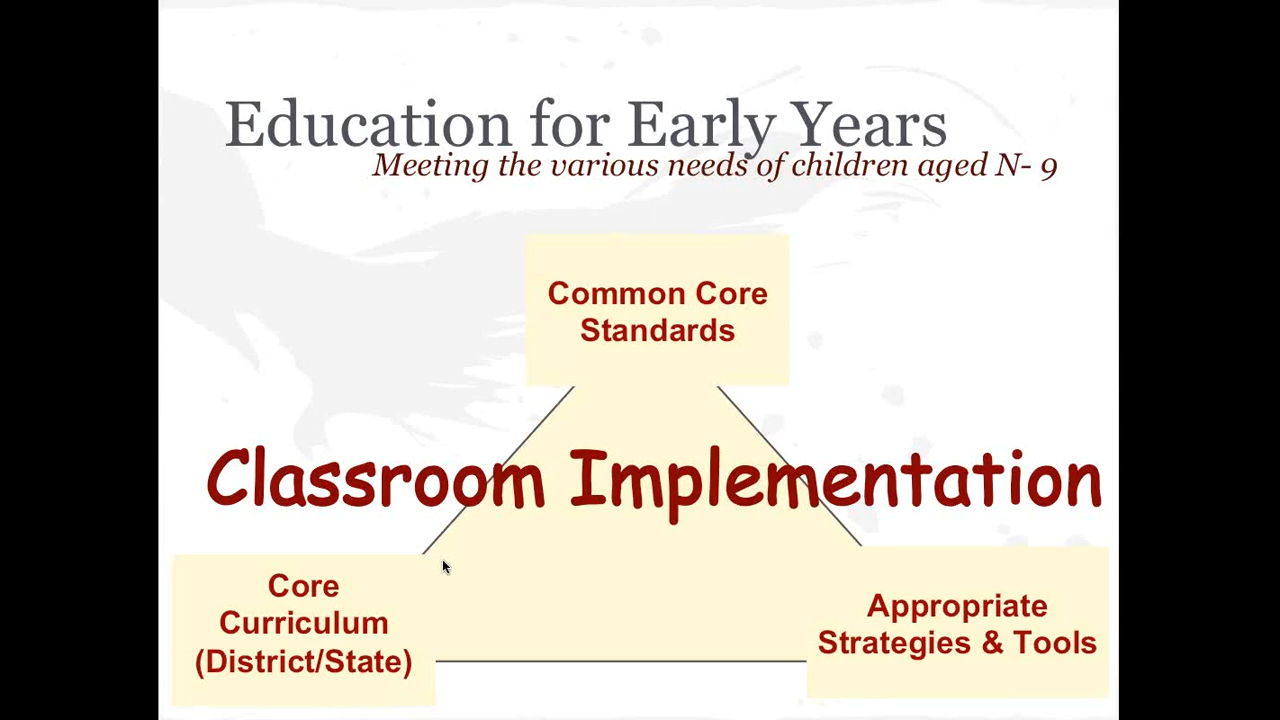 Education for Early Years
Meeting the various needs of children aged N- 9
Common Core
Standards
Classroom Implementation
Core
Curriculum
(District/State)
Appropriate
Strategies & Tools